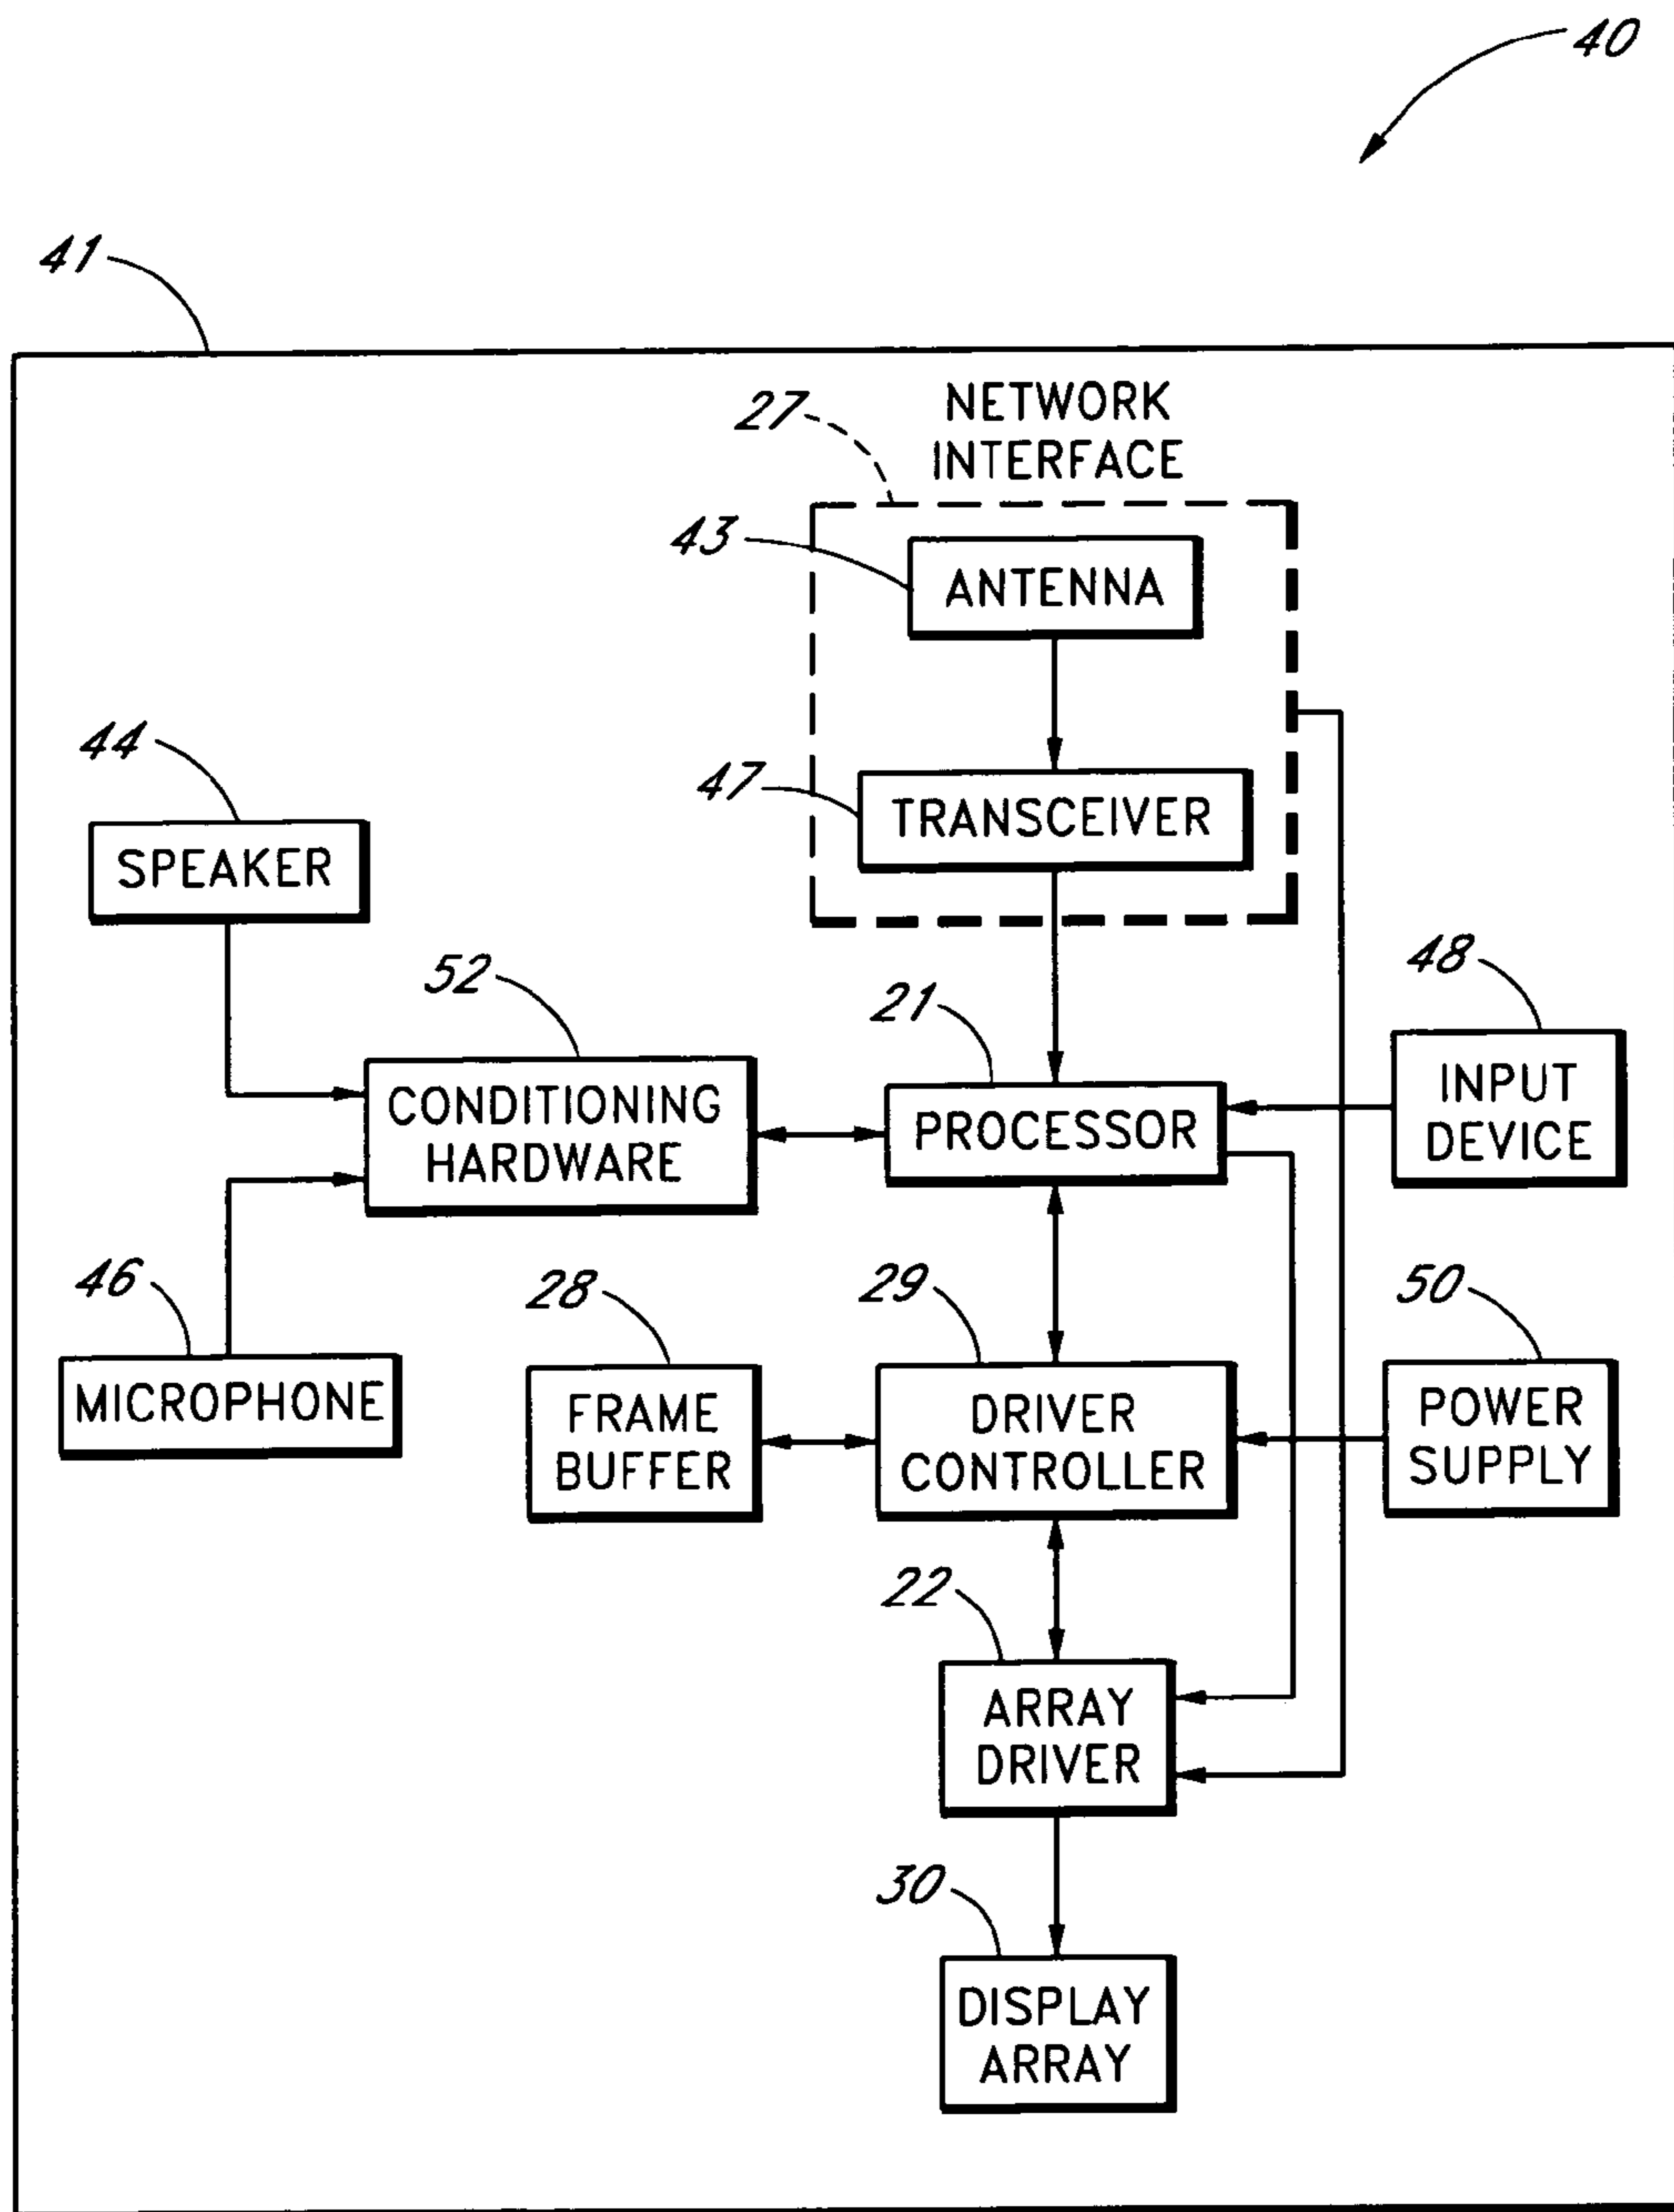 40
41
27
NETWORK
INTERFACE
43
ANTENNA
44
47
TRANSCEIVER
SPEAKER
52
21
48
CONDITIONING
HARDWARE
PROCESSOR
INPUT
DEVICE
46
28
29
50
MICROPHONE
FRAME
BUFFER
DRIVER
CONTROLLER
POWER
SUPPLY
22
ARRAY
DRIVER
30
DISPLAY
ARRAY